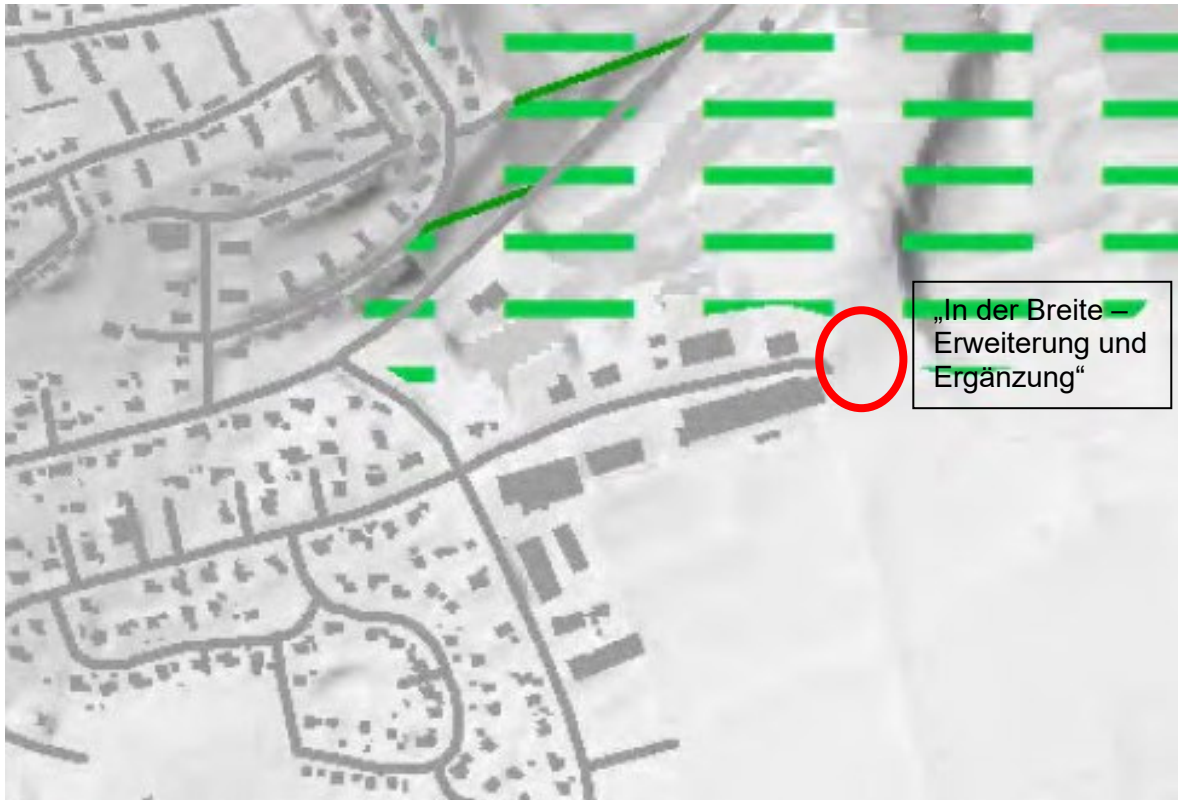 „In der Breite –
Erweiterung und
Ergänzung“